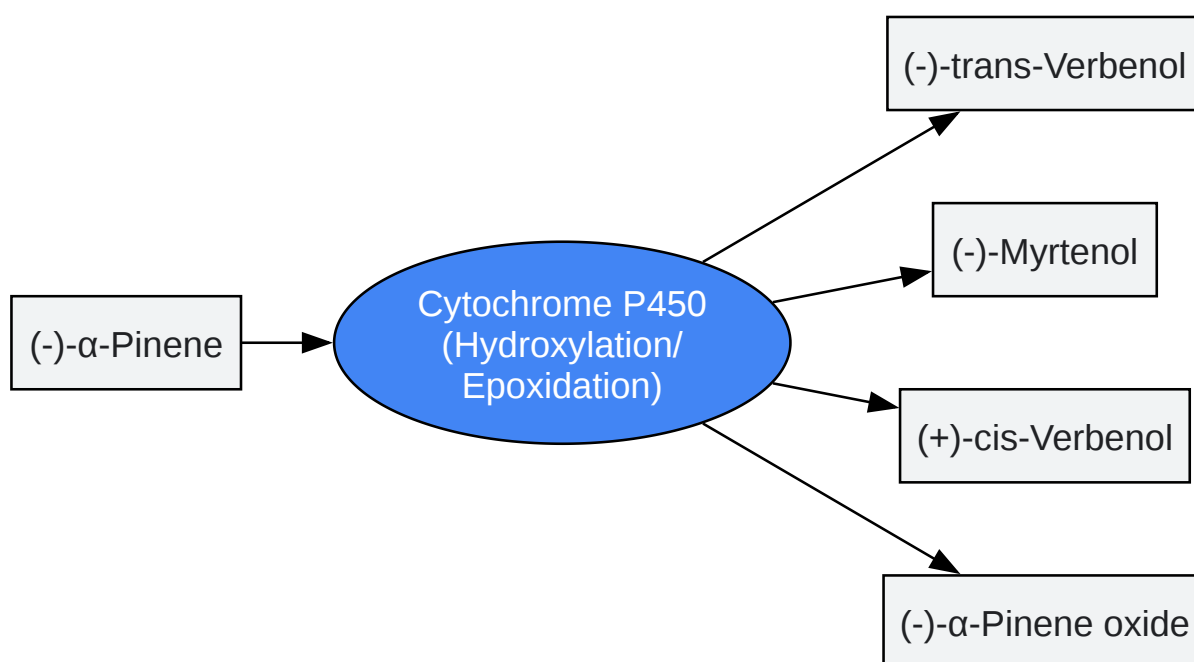 (-)-trans-Verbenol
(-)-Myrtenol
(-)-α-Pinene
Cytochrome P450
(Hydroxylation/
Epoxidation)
(+)-cis-Verbenol
(-)-α-Pinene oxide